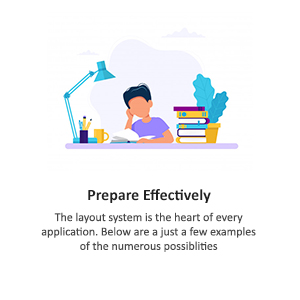 Prepare Effectively
The layout system is the heart of every
application. Below are a just a few examples
of the numerous possiblities